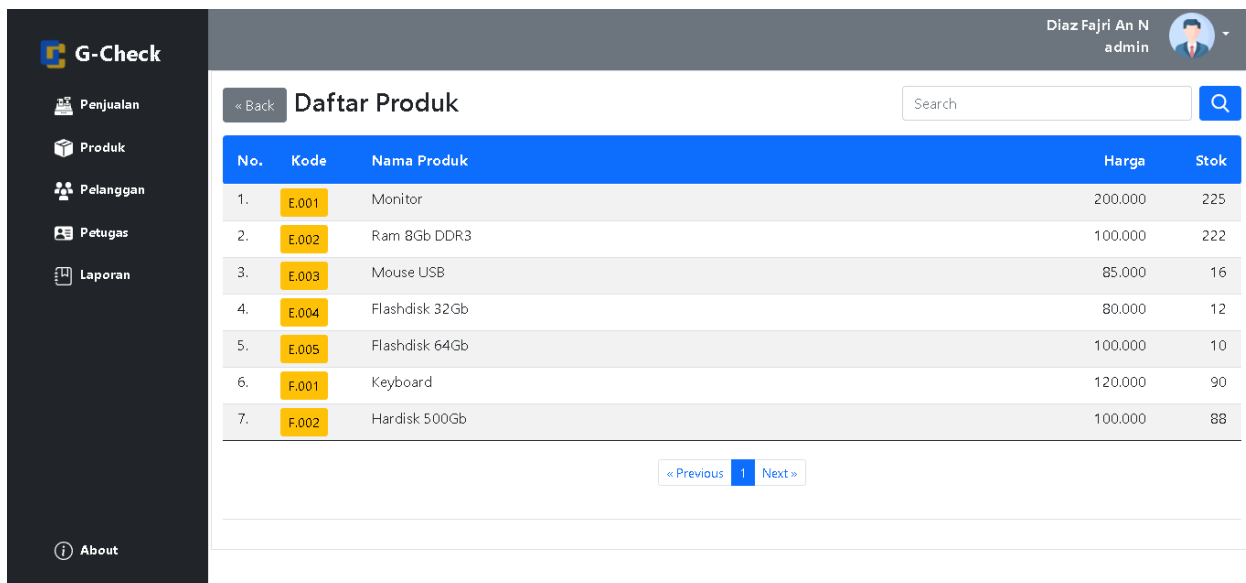 G-Check
Diaz Fajri An N
admin
Penjualan
Produk
Pelanggan
Petugas
Laporan
About
« Back Daftar Produk Search
No. Kode Nama Produk Harga Stok
1. E.001 Monitor 200.000 225
2. E.002 Ram 8Gb DDR3 100.000 222
3. E.003 Mouse USB 85.000 16
4. E.004 Flashdisk 32Gb 80.000 12
5. E.005 Flashdisk 64Gb 100.000 10
6. F.001 Keyboard 120.000 90
7. F.002 Hardisk 500Gb 100.000 88
« Previous 1 Next »